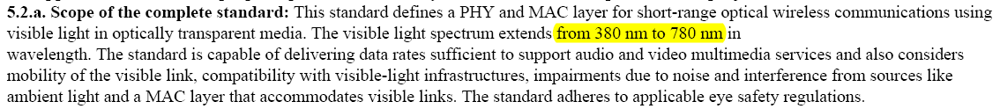 5.2.a. Scope of the complete standard: This standard defines a PHY and MAC layer for short-range optical wireless communications using
visible light in optically transparent media. The visible light spectrum extends from 380 nm to 780 nm in
wavelength. The standard is capable of delivering data rates sufficient to support audio and video multimedia services and also considers
mobility of the visible link, compatibility with visible-light infrastructures, impairments due to noise and interference from sources like
ambient light and a MAC layer that accommodates visible links. The standard adheres to applicable eye safety regulations.